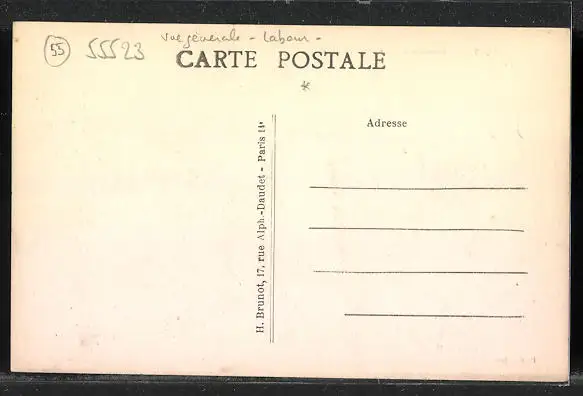 55 55523 Vue générale - Labour -
CARTE POSTALE
*
Adresse
H. Brunot, 17, rue Alph.-Daudet - Paris 14e